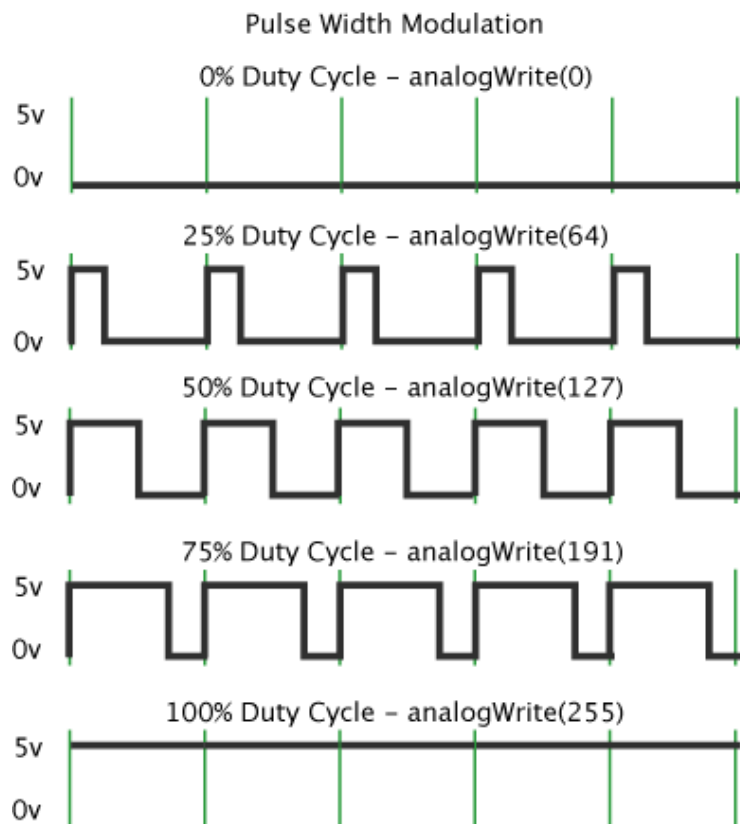 Pulse Width Modulation
0% Duty Cycle – analogWrite(0)
5v
0v
25% Duty Cycle – analogWrite(64)
5v
0v
50% Duty Cycle – analogWrite(127)
5v
0v
75% Duty Cycle – analogWrite(191)
5v
0v
100% Duty Cycle – analogWrite(255)
5v
0v